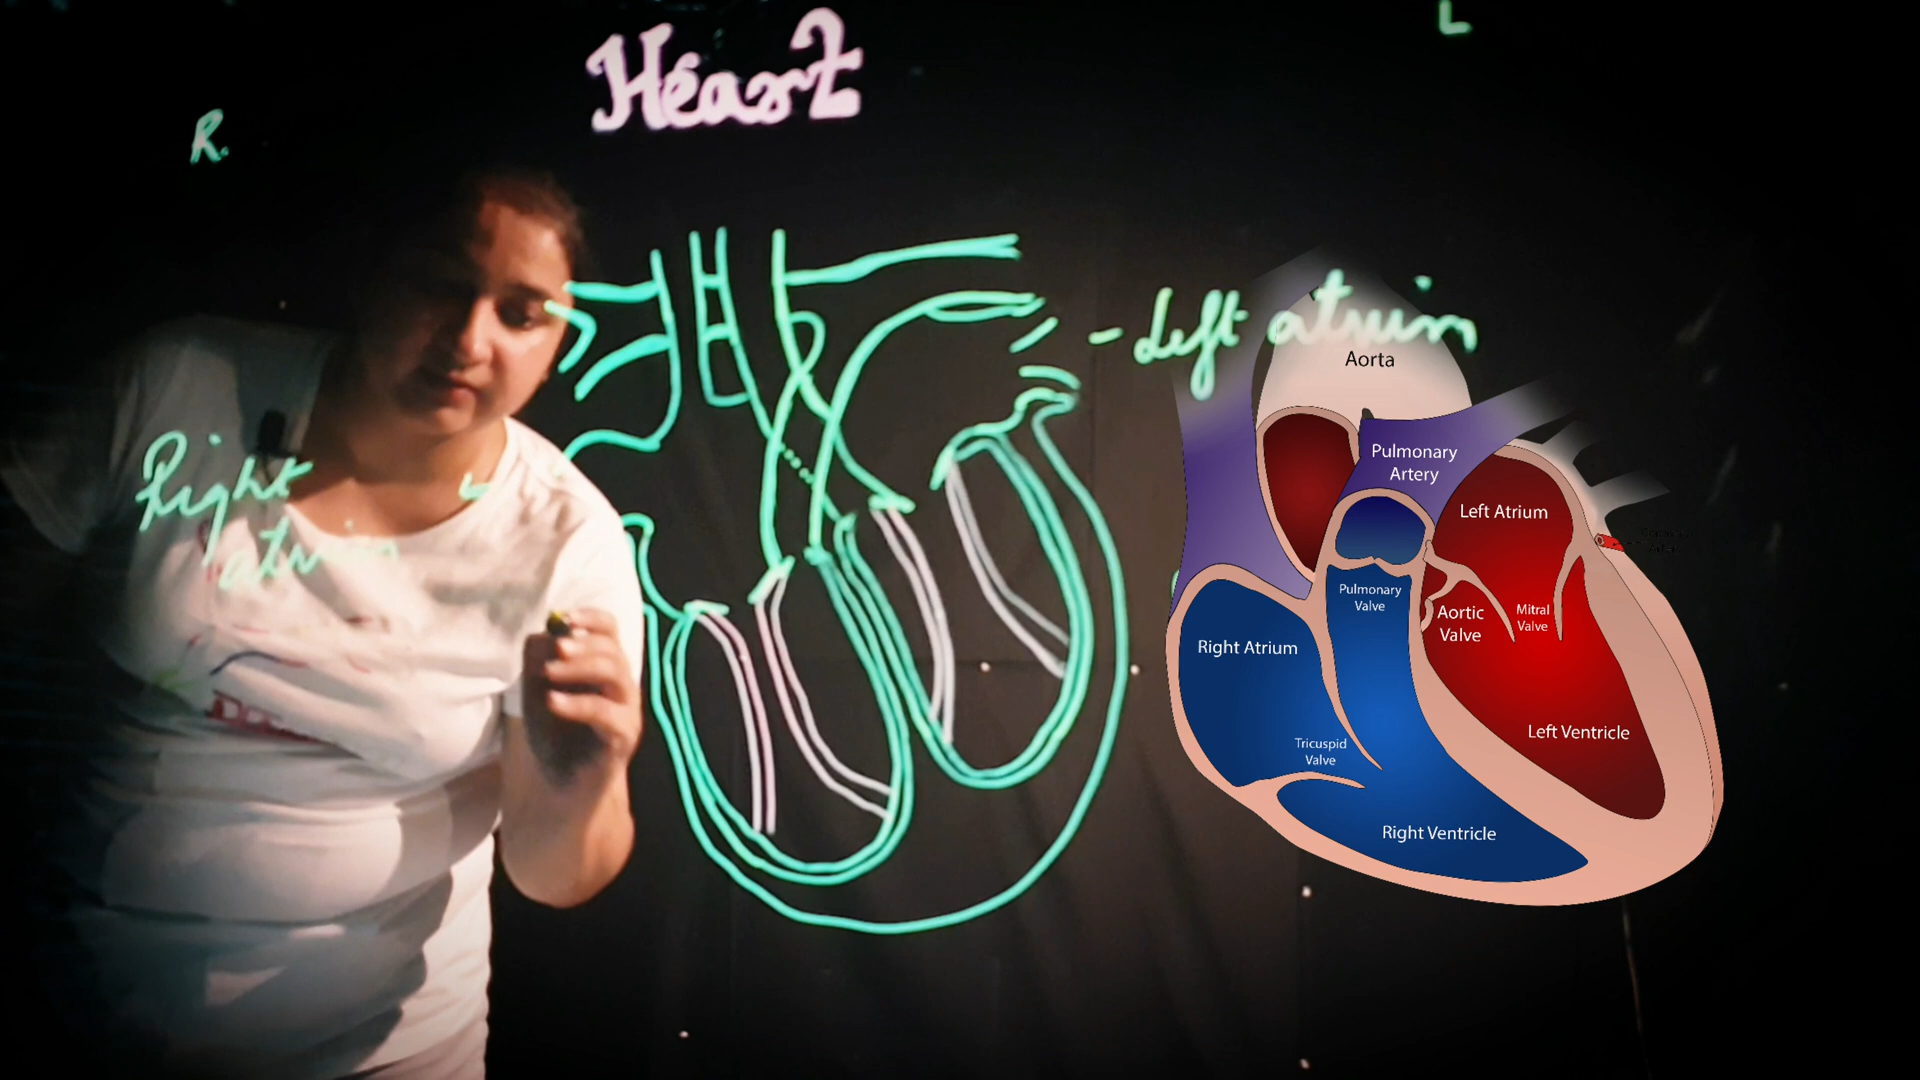 L
Heart
R.
- Left atrium
Aorta
Right
atrium
Pulmonary
Artery
Left Atrium
Pulmonary
Valve
Aortic
Valve
Mitral
Valve
Right Atrium
Left Ventricle
Tricuspid
Valve
Right Ventricle